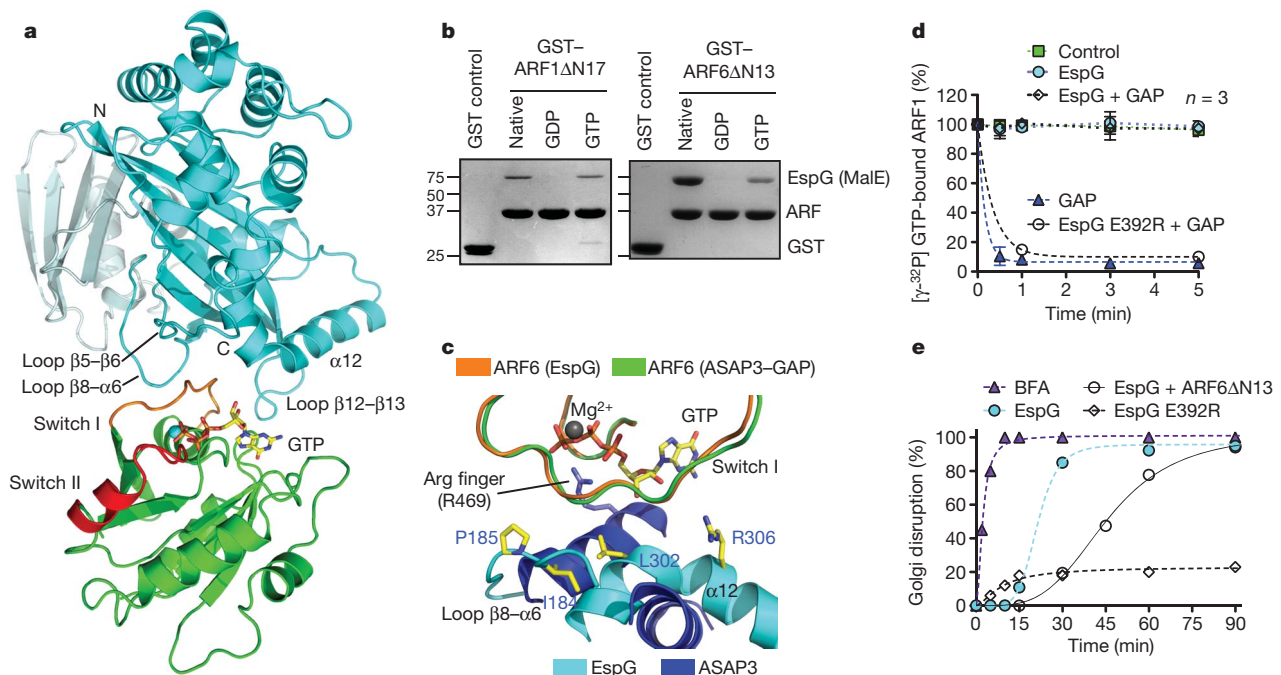 a
N
C
α12
Loop β5–β6
Loop β8–α6
Loop β12–β13
Switch I
GTP
Switch II
b
GST control
GST–
ARF1ΔN17
Native
GDP
GTP
GST control
GST–
ARF6ΔN13
Native
GDP
GTP
75
50
37
25
EspG (MalE)
ARF
GST
c
ARF6 (EspG)
ARF6 (ASAP3–GAP)
Mg2+
GTP
Switch I
Arg finger
(R469)
P185
R306
L302
α12
I184
Loop β8–α6
EspG
ASAP3
d
Control
EspG
EspG + GAP
n = 3
GAP
EspG E392R + GAP
[γ-32P] GTP-bound ARF1 (%)
120
100
80
60
40
20
0
0 1 2 3 4 5
Time (min)
e
BFA
EspG
EspG + ARF6ΔN13
EspG E392R
Golgi disruption (%)
100
80
60
40
20
0
0 15 30 45 60 75 90
Time (min)